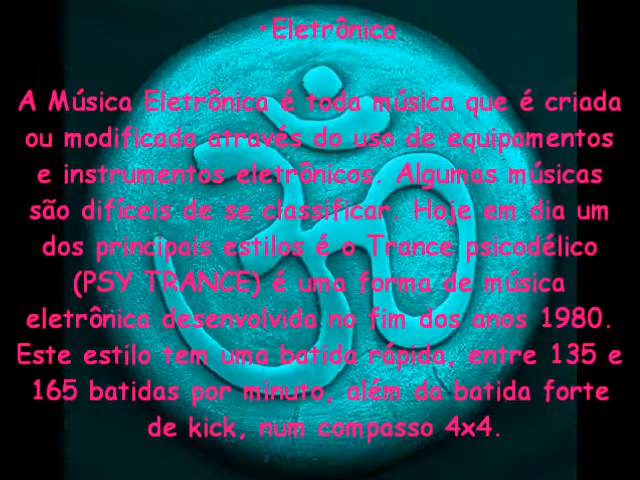 •Eletrônica
A Música Eletrônica é toda música que é criada
ou modificada através do uso de equipamentos
e instrumentos eletrônicos. Algumas músicas
são difíceis de se classificar. Hoje em dia um
dos principais estilos é o Trance psicodélico
(PSY TRANCE) é uma forma de música
eletrônica desenvolvida no fim dos anos 1980.
Este estilo tem uma batida rápida, entre 135 e
165 batidas por minuto, além da batida forte
de kick, num compasso 4x4.